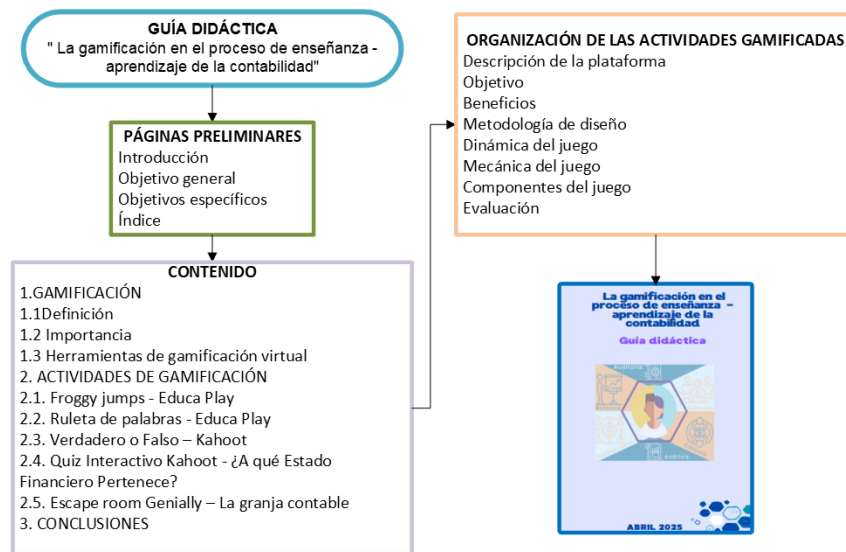 GUÍA DIDÁCTICA
" La gamificación en el proceso de enseñanza -
aprendizaje de la contabilidad"
PÁGINAS PRELIMINARES
Introducción
Objetivo general
Objetivos específicos
Índice
CONTENIDO
1.GAMIFICACIÓN
1.1Definición
1.2 Importancia
1.3 Herramientas de gamificación virtual
2. ACTIVIDADES DE GAMIFICACIÓN
2.1. Froggy jumps - Educa Play
2.2. Ruleta de palabras - Educa Play
2.3. Verdadero o Falso – Kahoot
2.4. Quiz Interactivo Kahoot - ¿A qué Estado
Financiero Pertenece?
2.5. Escape room Genially – La granja contable
3. CONCLUSIONES
ORGANIZACIÓN DE LAS ACTIVIDADES GAMIFICADAS
Descripción de la plataforma
Objetivo
Beneficios
Metodología de diseño
Dinámica del juego
Mecánica del juego
Componentes del juego
Evaluación
La gamificación en el
proceso de enseñanza –
aprendizaje de la
contabilidad
Guía didáctica
Auditoría
Análisis
ABRIL 2025